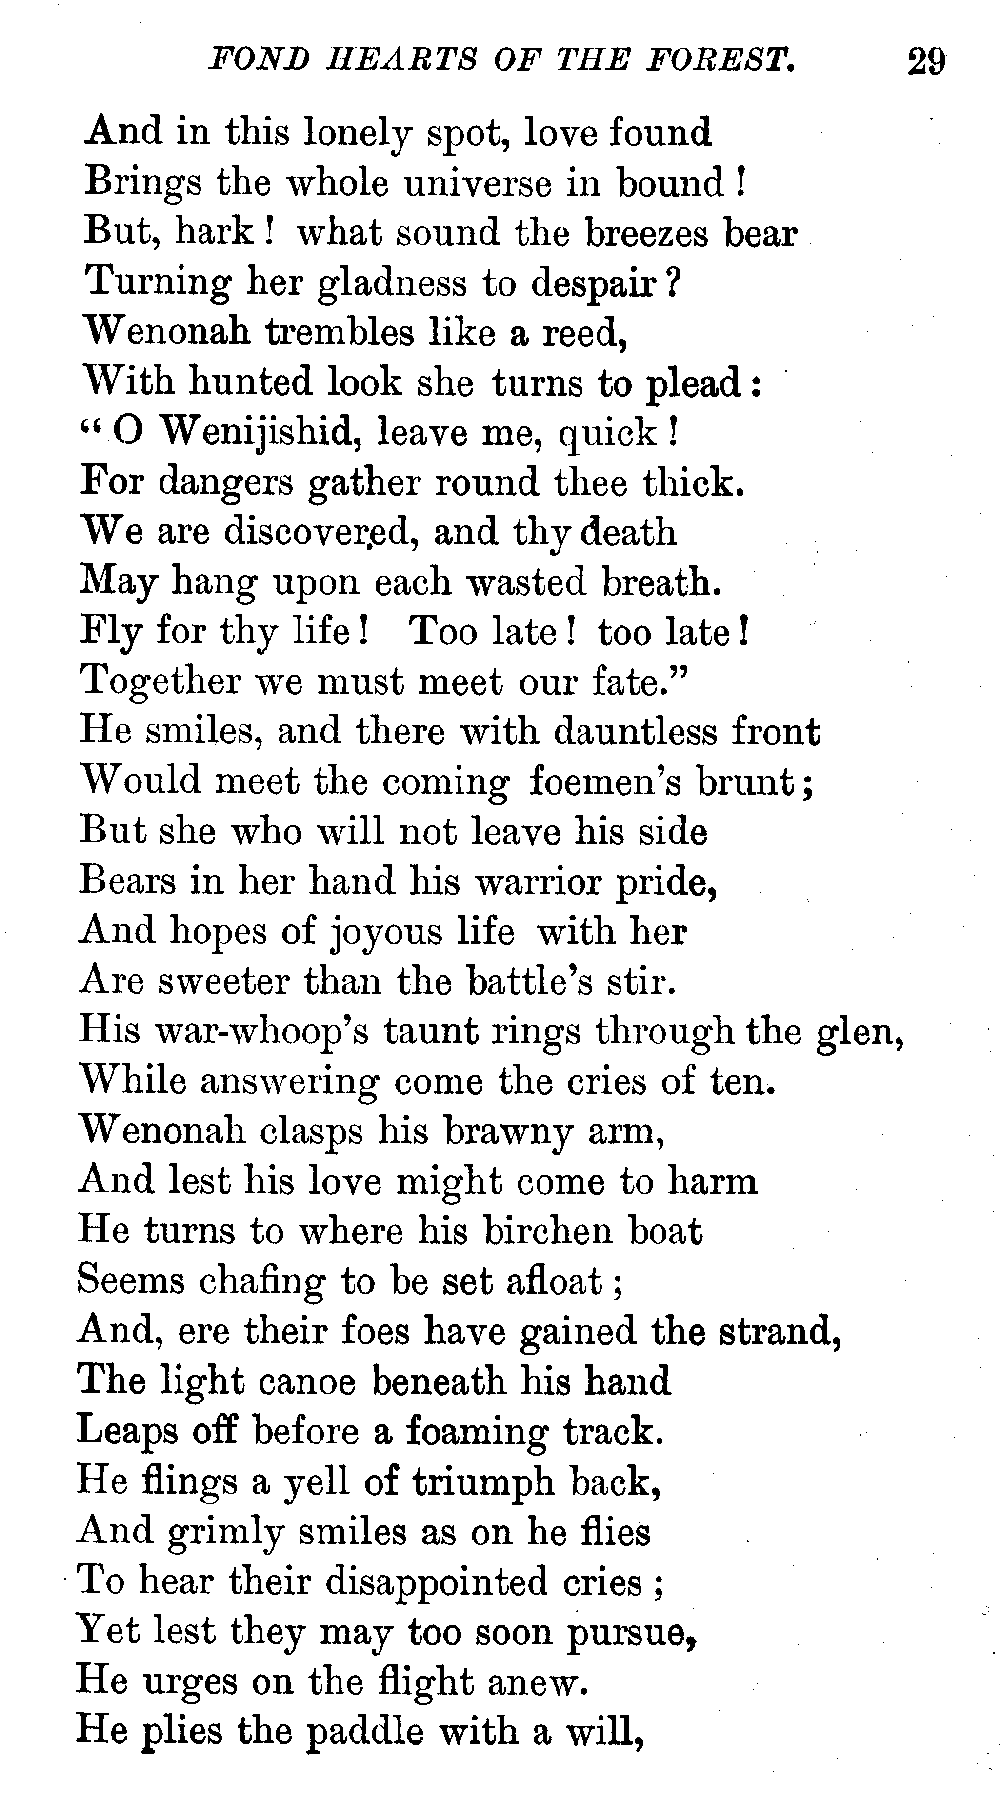 FOND HEARTS OF THE FOREST. 29
And in this lonely spot, love found
Brings the whole universe in bound !
But, hark ! what sound the breezes bear
Turning her gladness to despair ?
Wenonah trembles like a reed,
With hunted look she turns to plead :
“ O Wenijishid, leave me, quick !
For dangers gather round thee thick.
We are discovered, and thy death
May hang upon each wasted breath.
Fly for thy life ! Too late ! too late !
Together we must meet our fate.”
He smiles, and there with dauntless front
Would meet the coming foemen’s brunt ;
But she who will not leave his side
Bears in her hand his warrior pride,
And hopes of joyous life with her
Are sweeter than the battle’s stir.
His war-whoop’s taunt rings through the glen,
While answering come the cries of ten.
Wenonah clasps his brawny arm,
And lest his love might come to harm
He turns to where his birchen boat
Seems chafing to be set afloat ;
And, ere their foes have gained the strand,
The light canoe beneath his hand
Leaps off before a foaming track.
He flings a yell of triumph back,
And grimly smiles as on he flies
To hear their disappointed cries ;
Yet lest they may too soon pursue,
He urges on the flight anew.
He plies the paddle with a will,